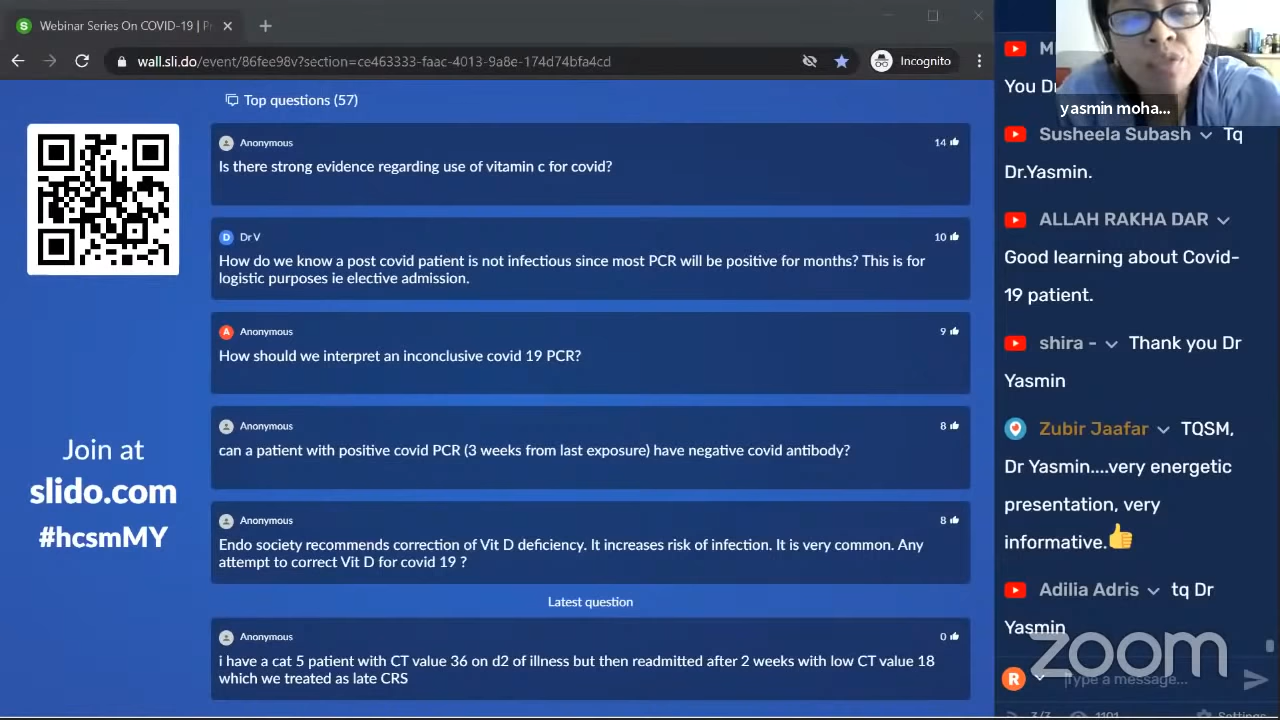 Webinar Series On COVID-19 | P
wall.sli.do/event/86fee98v?section=ce463333-faac-4013-9a8e-174d74bfa4cd
Incognito
Top questions (57)
Anonymous
14
Is there strong evidence regarding use of vitamin c for covid?
D
Dr V
10
How do we know a post covid patient is not infectious since most PCR will be positive for months? This is for
logistic purposes ie elective admission.
A
Anonymous
9
How should we interpret an inconclusive covid 19 PCR?
Anonymous
8
can a patient with positive covid PCR (3 weeks from last exposure) have negative covid antibody?
Anonymous
8
Endo society recommends correction of Vit D deficiency. It increases risk of infection. It is very common. Any
attempt to correct Vit D for covid 19 ?
Latest question
Anonymous
0
i have a cat 5 patient with CT value 36 on d2 of illness but then readmitted after 2 weeks with low CT value 18
which we treated as late CRS
Join at
slido.com
#hcsmMY
yasmin moha...
M
You Dr
Susheela Subash Tq
Dr.Yasmin.
ALLAH RAKHA DAR
Good learning about Covid-
19 patient.
shira - Thank you Dr
Yasmin
Zubir Jaafar TQSM,
Dr Yasmin....very energetic
presentation, very
informative.
Adilia Adris tq Dr
Yasmin
zoom
R
Type a message...
3/7 1101 Settings